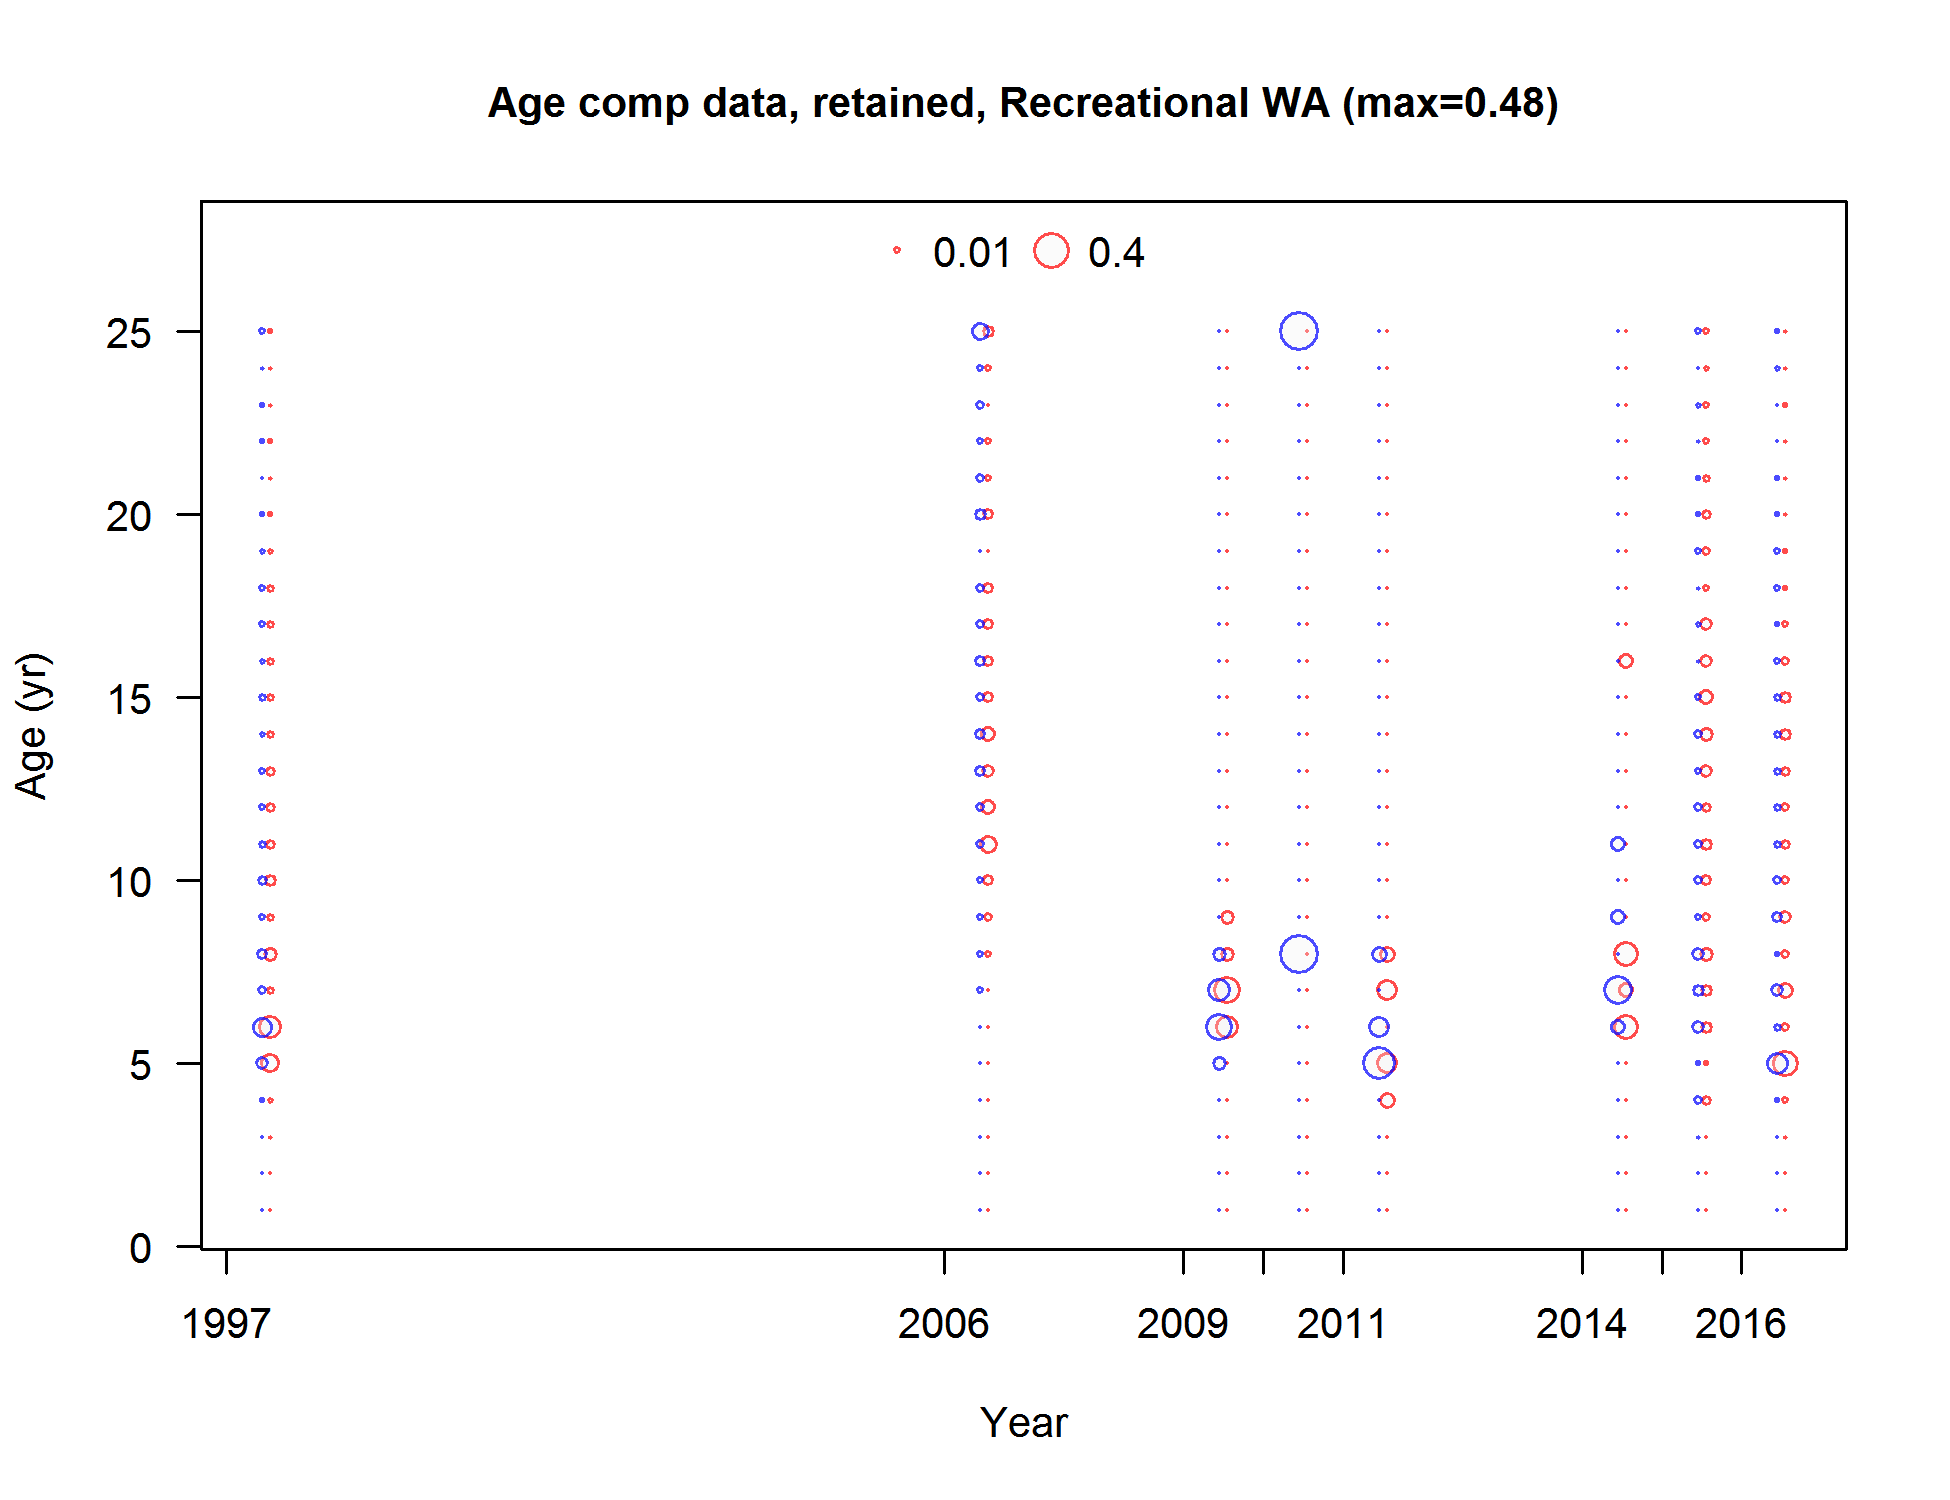 Age comp data, retained, Recreational WA (max=0.48)
0.01 0.4
25
20
15
10
5
0
Age (yr)
1997 2006 2009 2011 2014 2016
Year